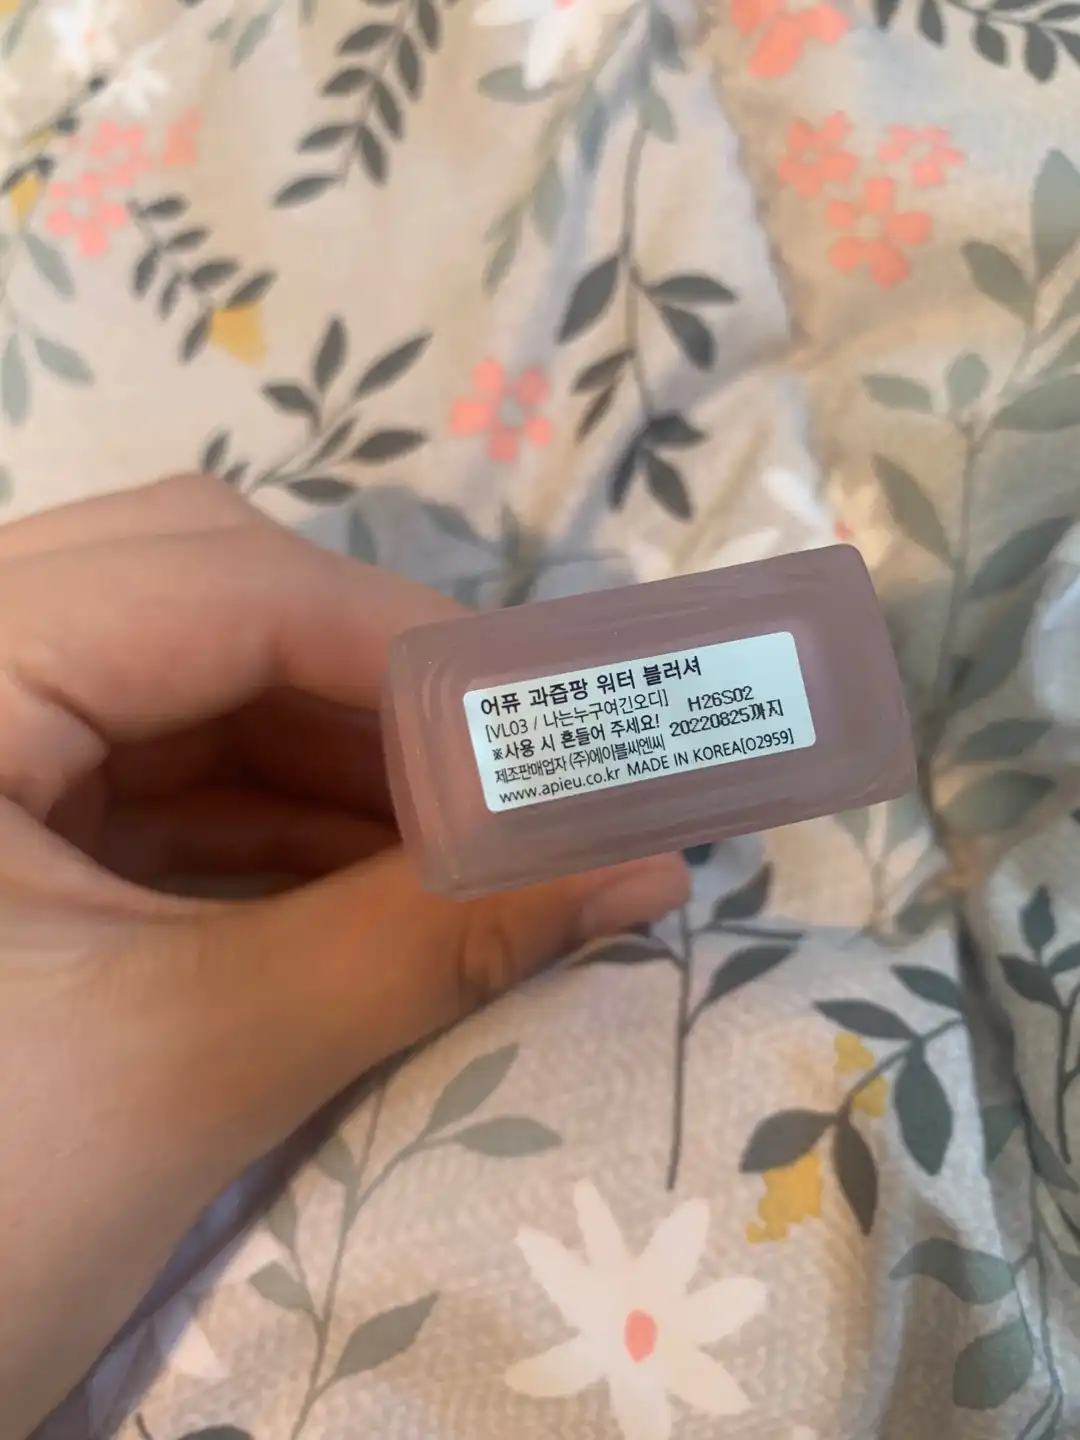 어퓨 과즙팡 워터 블러셔
[VL03 / 나는누구여긴오디] H26S02
※사용 시 흔들어 주세요! 20220825까지
제조판매업자 (주)에이블씨엔씨
www.apieu.co.kr MADE IN KOREA[O2959]